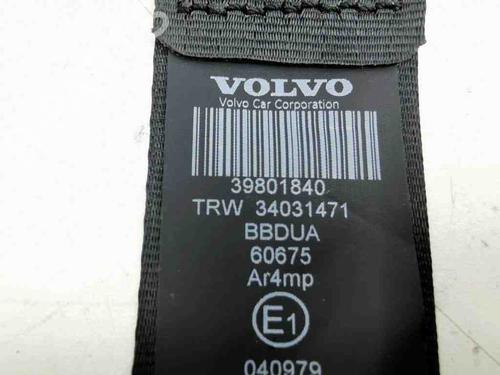 VOLVO
Volvo Car Corporation
39801840
TRW 34031471
BBDUA
60675
Ar4mp
E1
040979